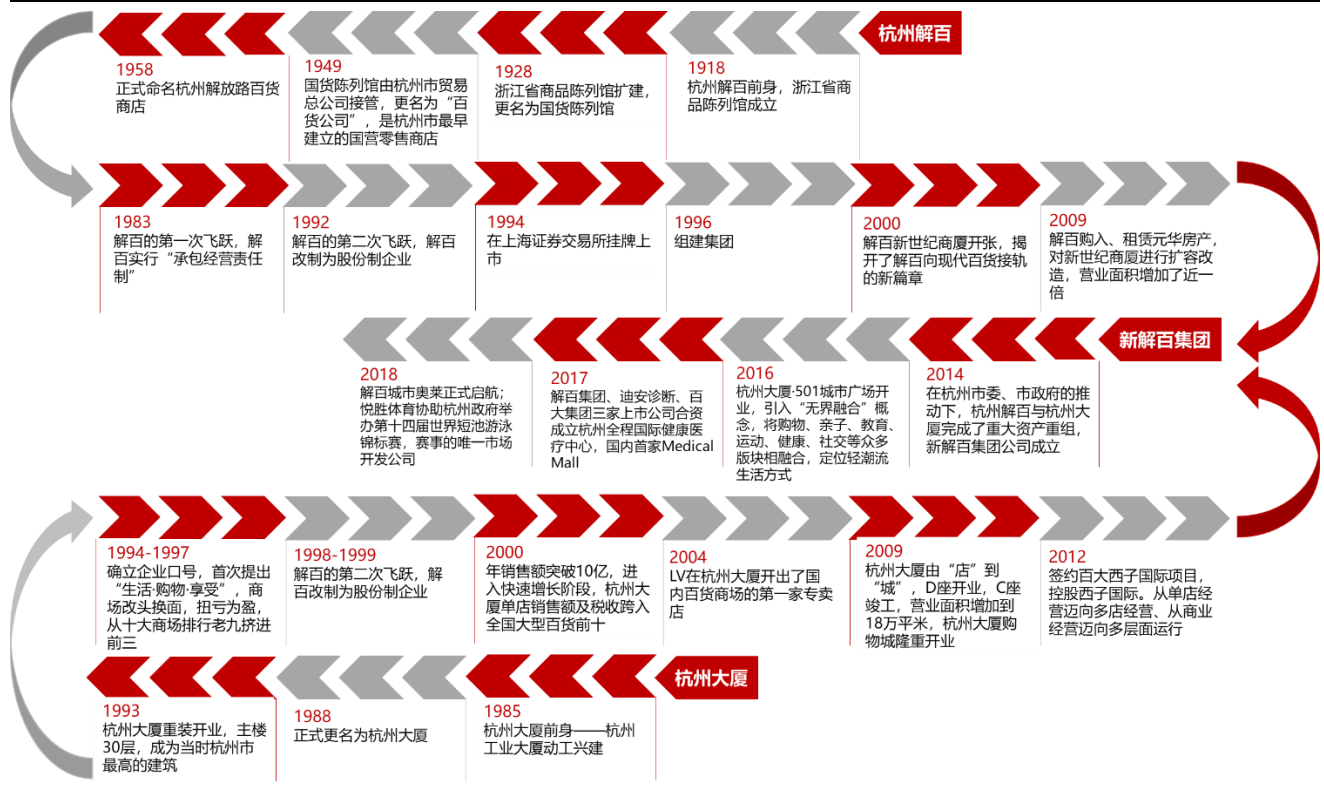 杭州解百
1918
杭州解百前身，浙江省商
品陈列馆成立
1928
浙江省商品陈列馆扩建，
更名为国货陈列馆
1949
国货陈列馆由杭州市贸易
总公司接管，更名为“百
货公司”，是杭州市最早
建立的国营零售商店
1958
正式命名杭州解放路百货
商店
1983
解百的第一次飞跃，解
百实行“承包经营责任
制”
1992
解百的第二次飞跃，解百
改制为股份制企业
1994
在上海证券交易所挂牌上
市
1996
组建集团
2000
解百新世纪商厦开张，揭
开了解百向现代百货接轨
的新篇章
2009
解百购入、租赁元华房产，
对新世纪商厦进行扩容改
造，营业面积增加了近一
倍
新解百集团
2014
在杭州市委、市政府的推
动下，杭州解百与杭州大
厦完成了重大资产重组，
新解百集团公司成立
2016
杭州大厦·501城市广场开
业，引入“无界融合”概
念，将购物、亲子、教育、
运动、健康、社交等众多
版块相融合，定位轻潮流
生活方式
2017
解百集团、迪安诊断、百
大集团三家上市公司合资
成立杭州全程国际健康医
疗中心，国内首家Medical
Mall
2018
解百城市奥莱正式启航；
悦胜体育协助杭州政府举
办第十四届世界短池游泳
锦标赛，赛事的唯一市场
开发公司
杭州大厦
1985
杭州大厦前身——杭州
工业大厦动工兴建
1988
正式更名为杭州大厦
1993
杭州大厦重装开业，主楼
30层，成为当时杭州市
最高的建筑
1994-1997
确立企业口号，首次提出
“生活·购物·享受”，商
场改头换面，扭亏为盈，
从十大商场排行老九挤进
前三
1998-1999
解百的第二次飞跃，解
百改制为股份制企业
2000
年销售额突破10亿，进
入快速增长阶段，杭州大
厦单店销售额及税收跨入
全国大型百货前十
2004
LV在杭州大厦开出了国
内百货商场的第一家专卖
店
2009
杭州大厦由“店”到
“城”，D座开业，C座
竣工，营业面积增加到
18万平米，杭州大厦购
物城隆重开业
2012
签约百大西子国际项目，
控股西子国际。从单店经
营迈向多店经营、从商业
经营迈向多层面运行